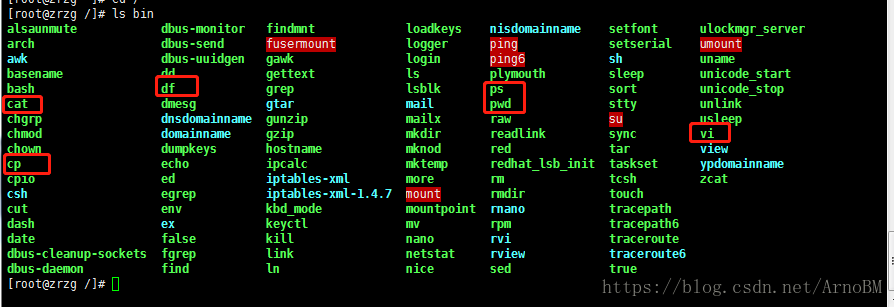 [root@zrzg /]# ls bin
alsaunmute dbus-monitor findmnt loadkeys nisdomainname setfont ulockmgr_server
arch dbus-send fusermount logger ping setserial umount
awk dbus-uuidgen gawk login ping6 sh uname
basename dd gettext ls plymouth sleep unicode_start
bash df grep lsblk ps sort unicode_stop
cat dmesg gtar mail pwd stty unlink
chgrp dnsdomainname gunzip mailx raw su usleep
chmod domainname gzip mkdir readlink sync vi
chown dumpkeys hostname mknod red tar view
cp echo ipcalc mktemp redhat_lsb_init taskset ypdomainname
cpio ed iptables-xml more rm tcsh zcat
csh egrep iptables-xml-1.4.7 mount rmdir touch
cut env kbd_mode mountpoint rnano tracepath
dash ex keyctl mv rpm tracepath6
date false kill nano rvi traceroute
dbus-cleanup-sockets fgrep link netstat rview traceroute6
dbus-daemon find ln nice sed true
[root@zrzg /]#
https://blog.csdn.net/ArnoBM